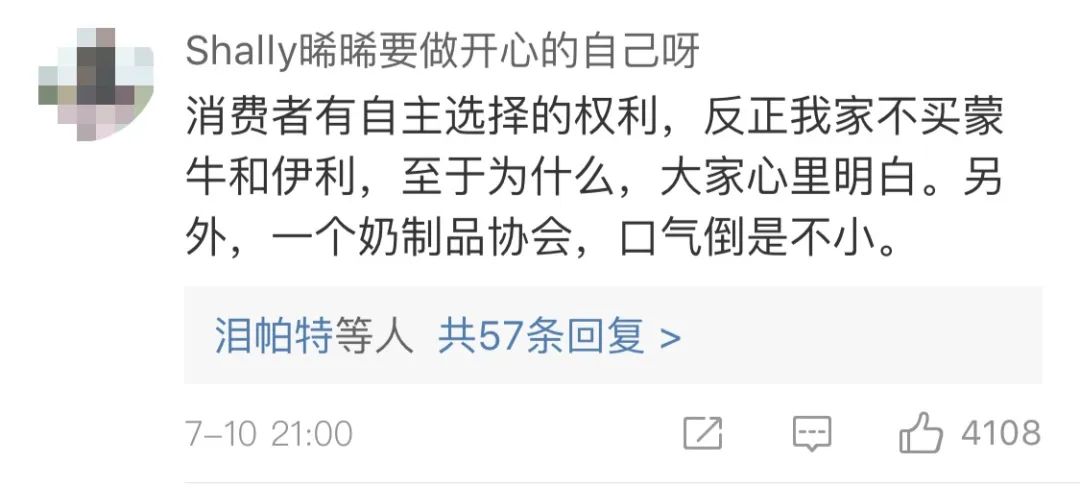 Shally晞晞要做开心的自己呀
消费者有自主选择的权利，反正我家不买蒙
牛和伊利，至于为什么，大家心里明白。另
外，一个奶制品协会，口气倒是不小。
泪帕特等人 共57条回复 >
7-10 21:00 4108